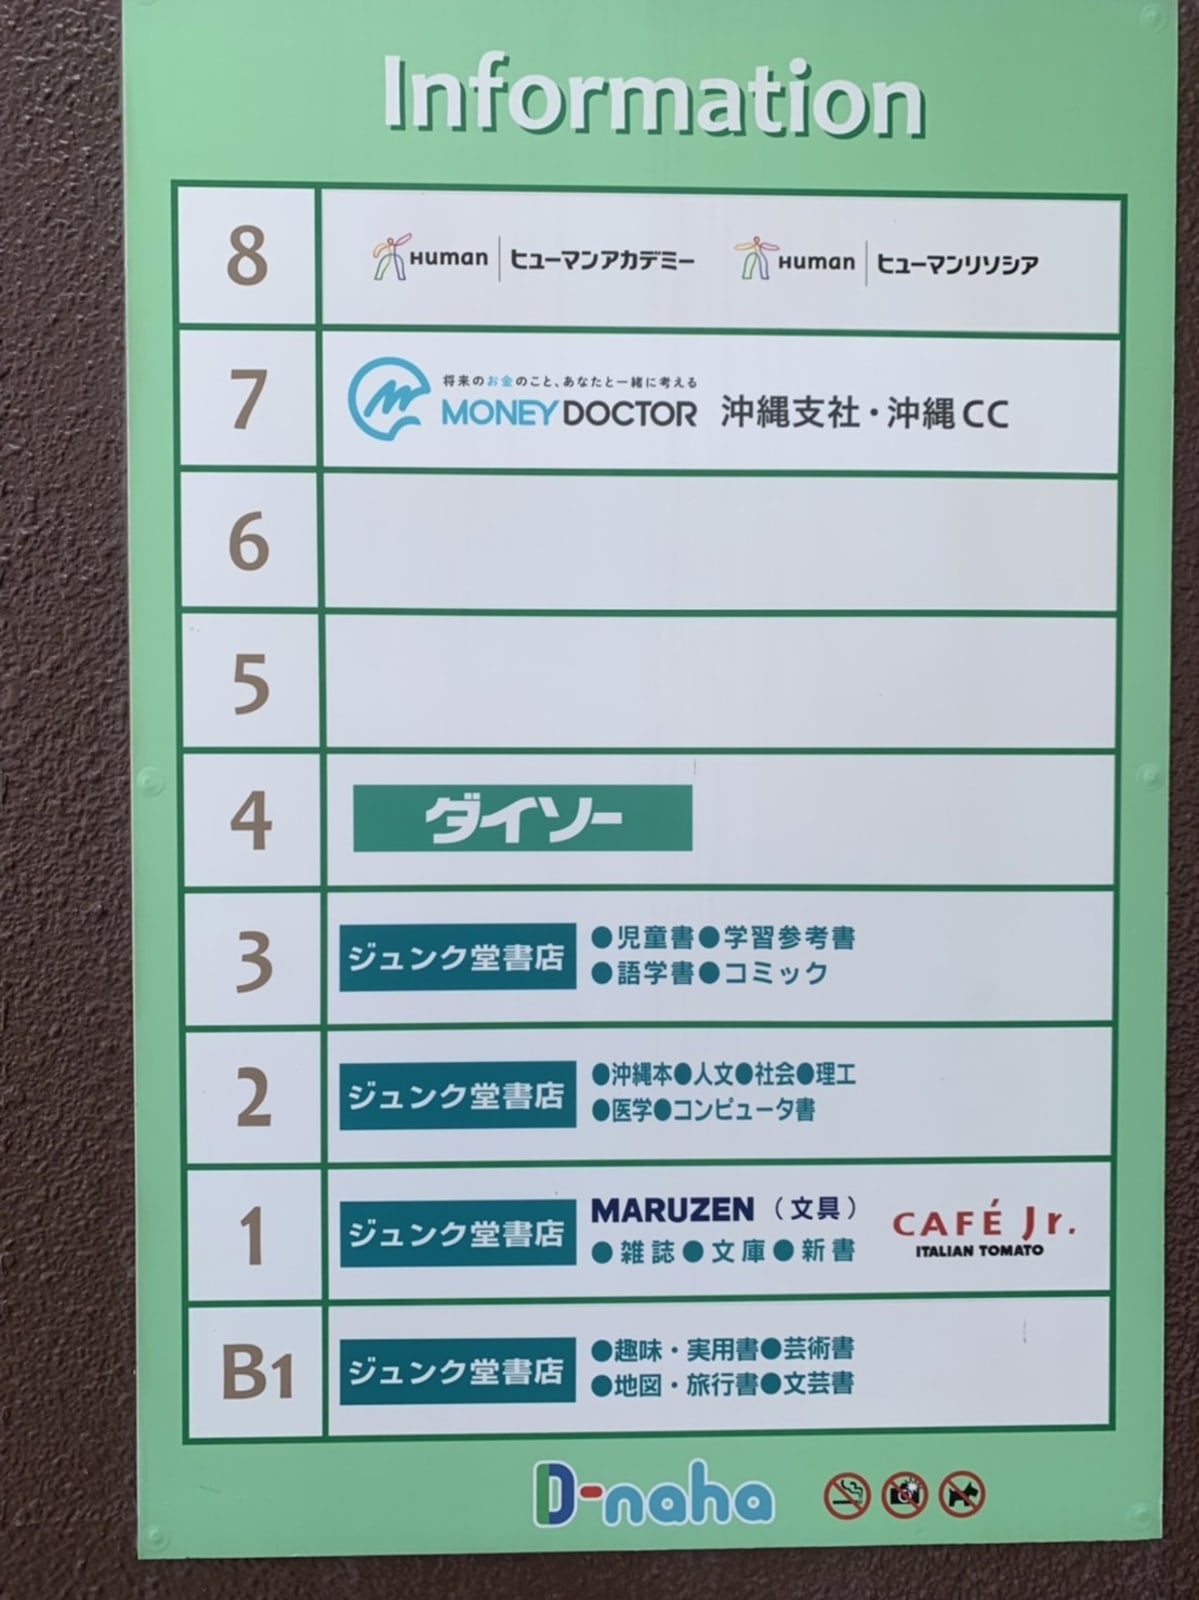 Information
8
Human ヒューマンアカデミー Human ヒューマンリソシア
7
将来のお金のこと、あなたと一緒に考える
MONEY DOCTOR 沖縄支社・沖縄CC
6
5
4
ダイソー
3
ジュンク堂書店
●児童書●学習参考書
●語学書●コミック
2
ジュンク堂書店
●沖縄本●人文●社会●理工
●医学●コンピュータ書
1
ジュンク堂書店
MARUZEN（文具）
●雑誌●文庫●新書
CAFÉ Jr.
ITALIAN TOMATO
B1
ジュンク堂書店
●趣味・実用書●芸術書
●地図・旅行書●文芸書
D-naha